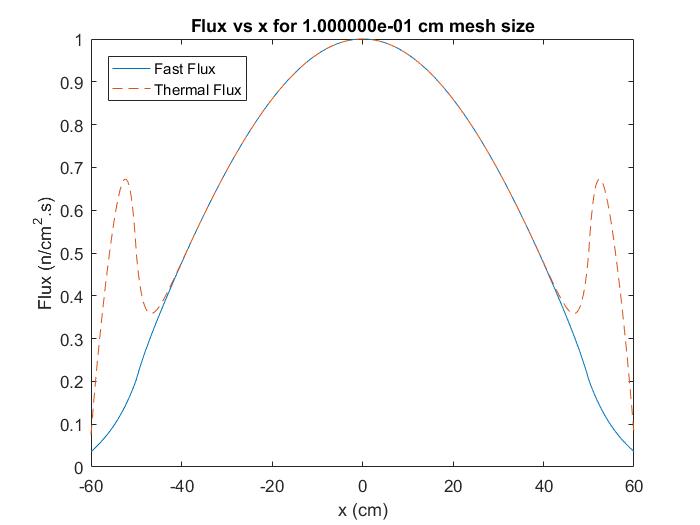 Flux vs x for 1.000000e-01 cm mesh size
Fast Flux
Thermal Flux
1
0.9
0.8
0.7
0.6
0.5
0.4
0.3
0.2
0.1
0
Flux (n/cm².s)
-60 -40 -20 0 20 40 60
x (cm)